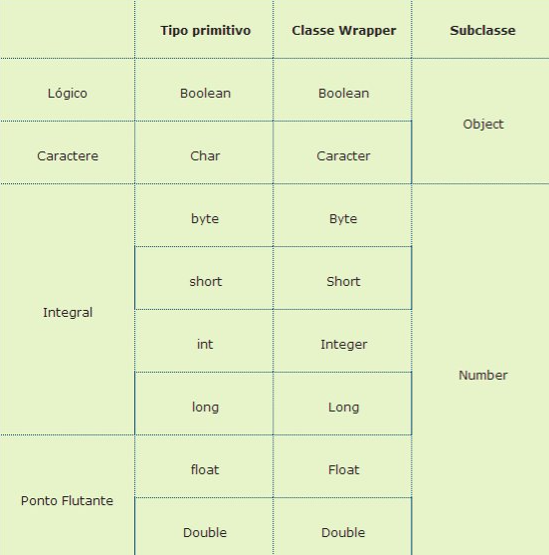 Tipo primitivo Classe Wrapper Subclasse
Lógico Boolean Boolean
Object
Caractere Char Caracter
byte Byte
short Short
Integral
int Integer
Number
long Long
float Float
Ponto Flutante
Double Double